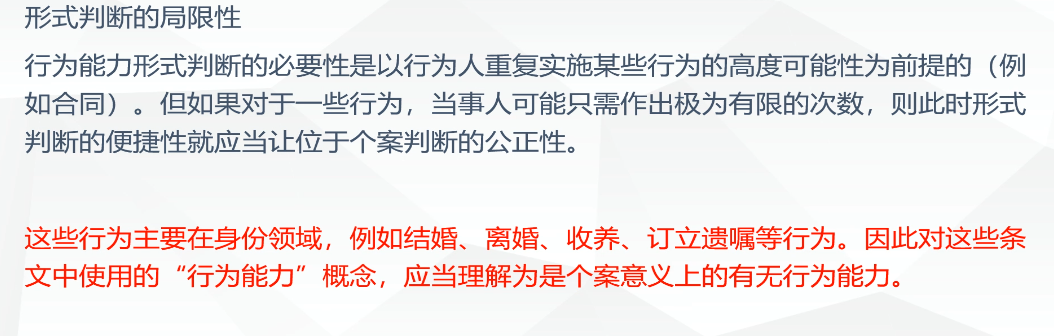 形式判断的局限性
行为能力形式判断的必要性是以行为人重复实施某些行为的高度可能性为前提的（例
如合同）。但如果对于一些行为，当事人可能只需作出极为有限的次数，则此时形式
判断的便捷性就应当让位于个案判断的公正性。
这些行为主要在身份领域，例如结婚、离婚、收养、订立遗嘱等行为。因此对这些条
文中使用的“行为能力”概念，应当理解为是个案意义上的有无行为能力。